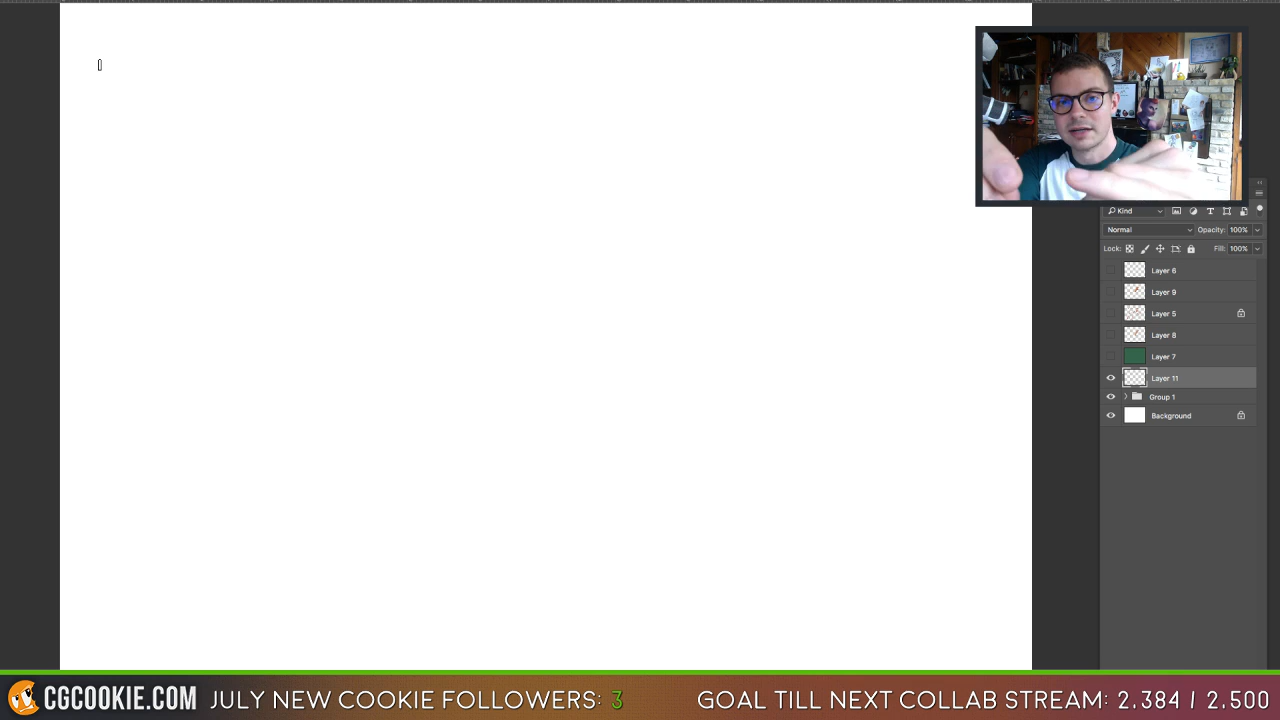 Kind
Normal Opacity: 100%
Lock: Fill: 100%
Layer 6
Layer 9
Layer 5
Layer 8
Layer 7
Layer 11
Group 1
Background
CGCOOKIE.COM JULY NEW COOKIE FOLLOWERS: 3 GOAL TILL NEXT COLLAB STREAM: 2.384 / 2.500